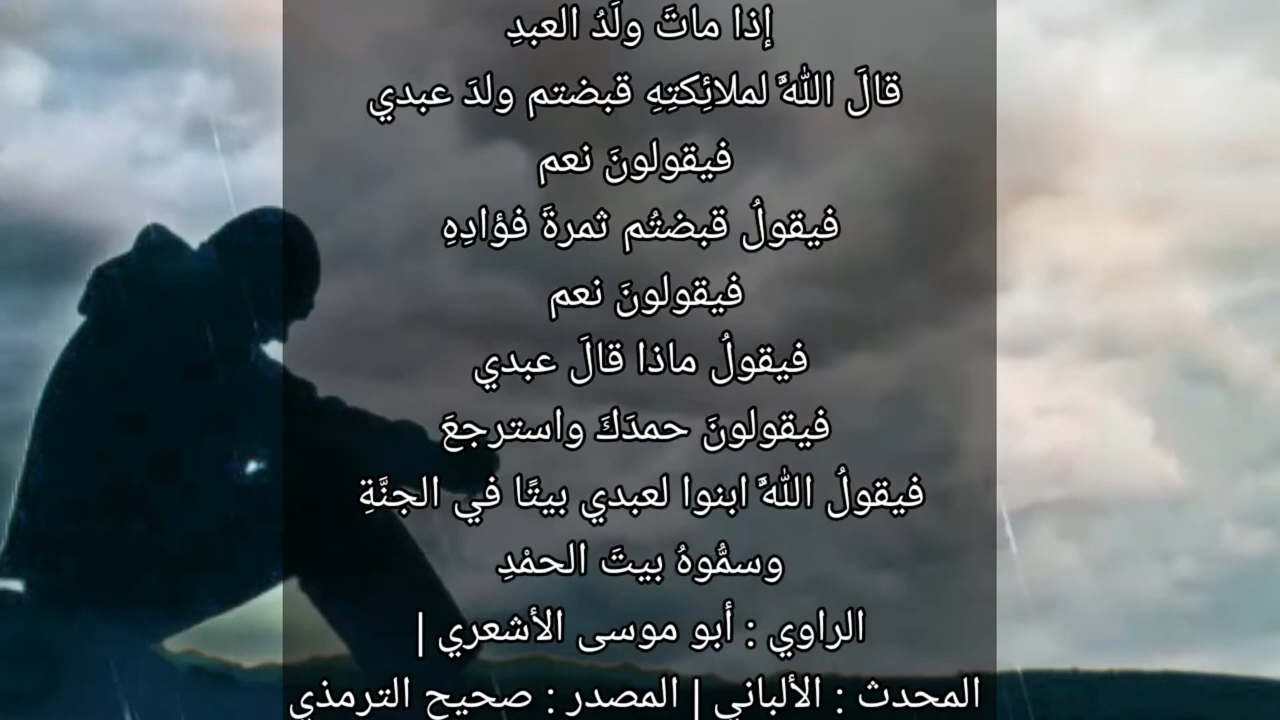 إذا ماتَ ولَدُ العبدِ
قالَ اللَّهُ لملائِكتِهِ قبضتم ولدَ عبدي
فيقولونَ نعم
فيقولُ قبضتُم ثمرةَ فؤادِهِ
فيقولونَ نعم
فيقولُ ماذا قالَ عبدي
فيقولونَ حمدَكَ واسترجعَ
فيقولُ اللَّهُ ابنوا لعبدي بيتًا في الجنَّةِ
وسمُّوهُ بيتَ الحمْدِ
الراوي : أبو موسى الأشعري |
المحدث : الألباني | المصدر : صحيح الترمذي